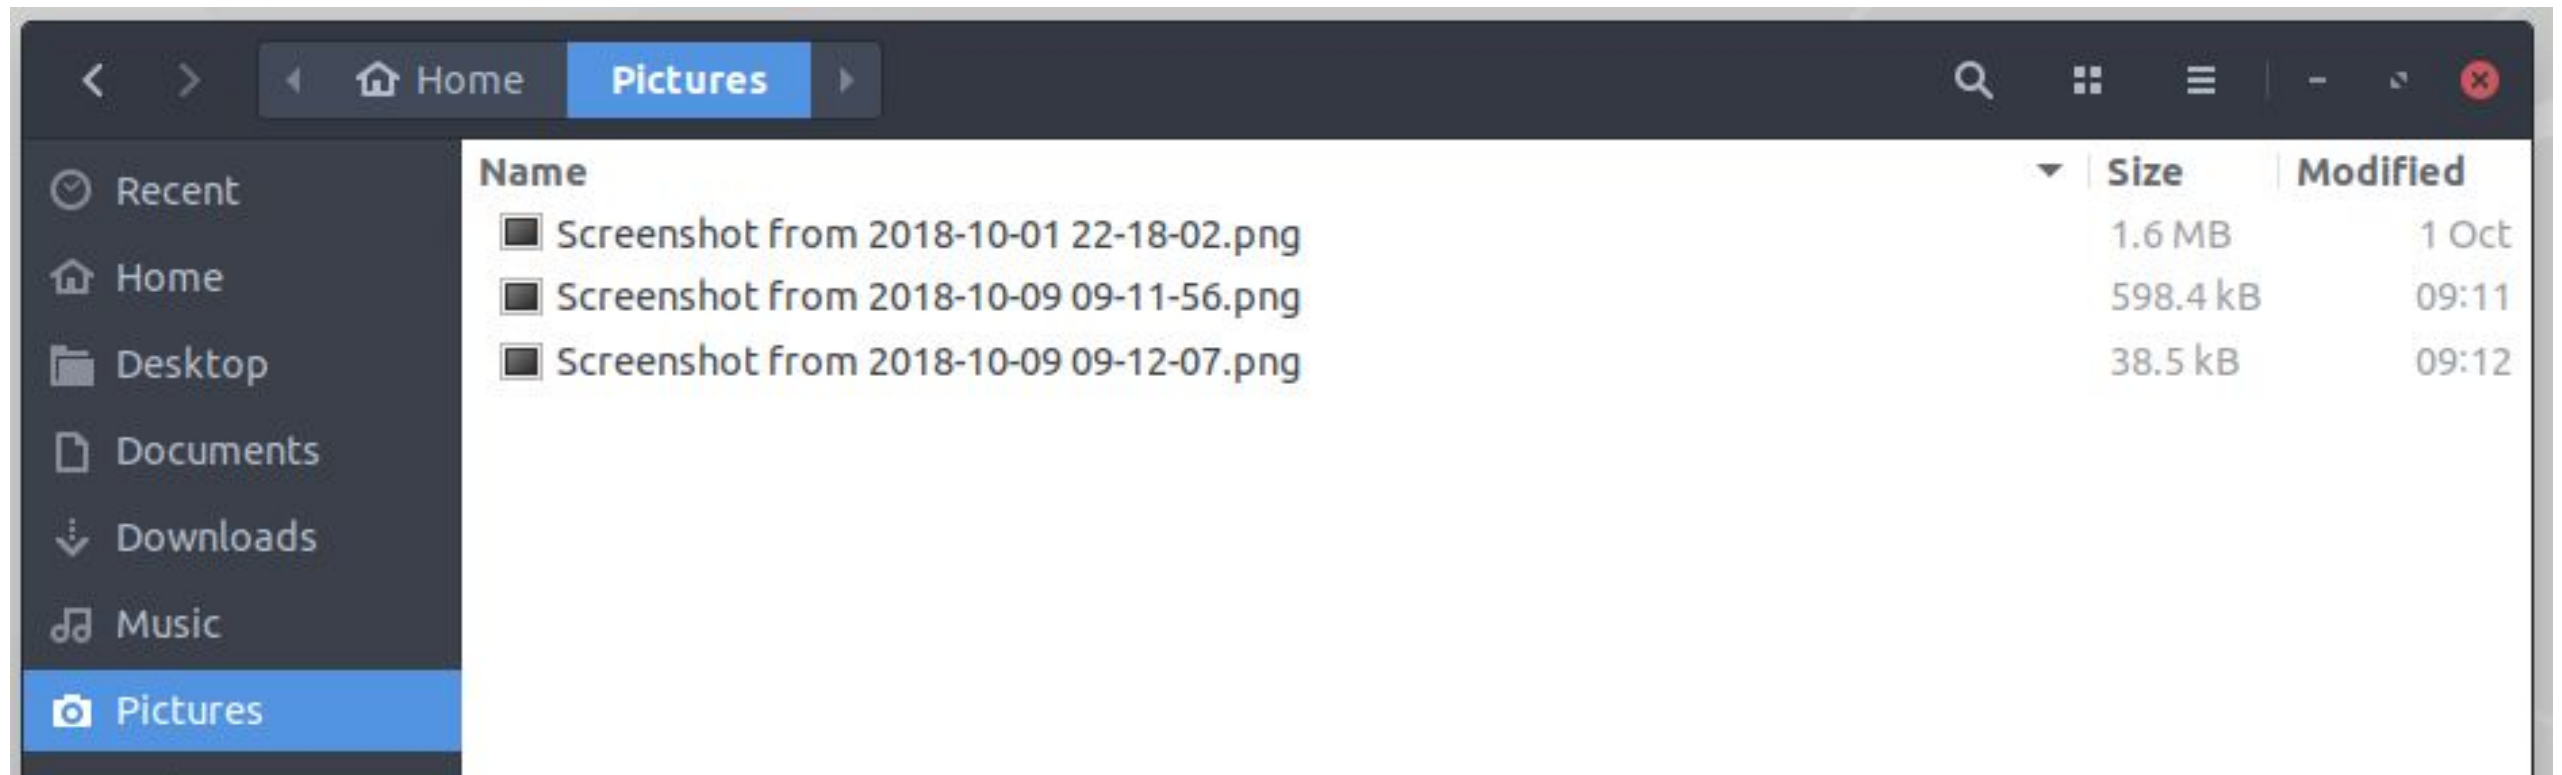 Home Pictures
Recent
Home
Desktop
Documents
Downloads
Music
Pictures
Name Size Modified
Screenshot from 2018-10-01 22-18-02.png 1.6 MB 1 Oct
Screenshot from 2018-10-09 09-11-56.png 598.4 kB 09:11
Screenshot from 2018-10-09 09-12-07.png 38.5 kB 09:12